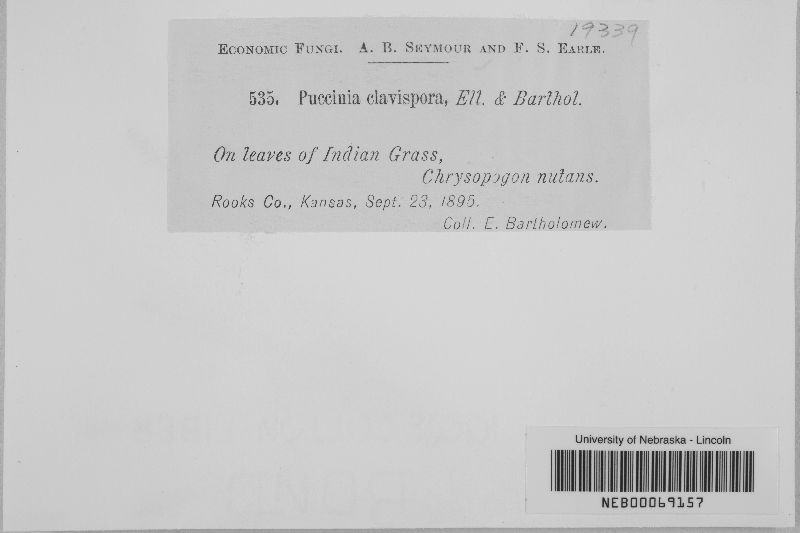 19339
Economic Fungi. A. B. Seymour and F. S. Earle.
535. Puccinia clavispora, Ell. & Barthol.
On leaves of Indian Grass,
Chrysopogon nutans.
Rooks Co., Kansas, Sept. 23, 1895.
Coll. E. Bartholomew.
University of Nebraska - Lincoln
NEB00069157